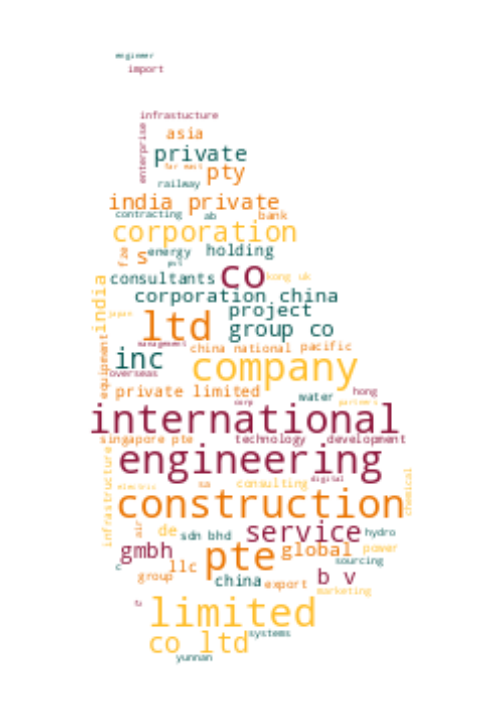 engineer
import
infrastucture
enterprise
asia
private
far east
pty
railway
india private
contracting ab bank
corporation
fze s energy holding
pvt
consultants co kong uk
india
corporation china
japan ltd project
group co
management china national pacific
equipment
inc company
overseas
private limited water hong
corp partners
international
singapore pte technology development
engineering
infrastructure
electric sa consulting digital
chemical
construction
air de sdn bhd service hydro
gmbh pte global power
c llc sourcing
group china export b v
marketing
limited
co ltd systems
yunnan